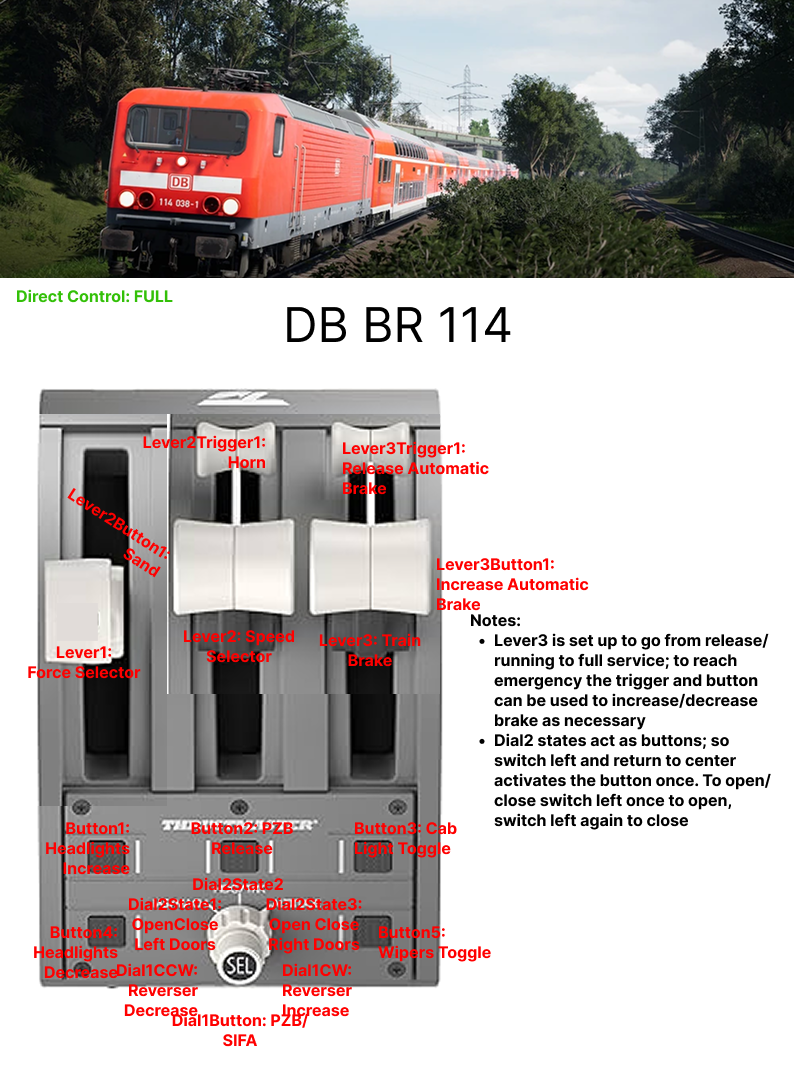 DB
114 038-1
Direct Control: FULL
DB BR 114
Lever2Trigger1:
Horn
Lever3Trigger1:
Release Automatic
Brake
Lever2Button1:
Sand
Lever3Button1:
Increase Automatic
Brake
Lever1:
Force Selector
Lever2: Speed
Selector
Lever3: Train
Brake
Notes:
• Lever3 is set up to go from release/
running to full service; to reach
emergency the trigger and button
can be used to increase/decrease
brake as necessary
• Dial2 states act as buttons; so
switch left and return to center
activates the button once. To open/
close switch left once to open,
switch left again to close
Button1:
Headlights
Increase
Button2: PZB
Release
Button3: Cab
Light Toggle
Dial2State2
Dial2State1:
OpenClose
Left Doors
Dial2State3:
Open Close
Right Doors
Button4:
Headlights
Decrease
Button5:
Wipers Toggle
SEL
Dial1CCW:
Reverser
Decrease
Dial1CW:
Reverser
Increase
Dial1Button: PZB/
SIFA